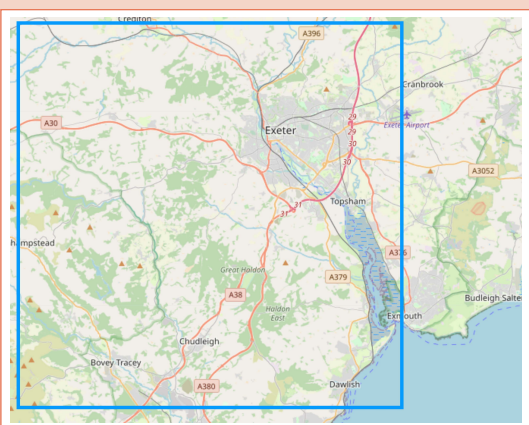 Crediton
A396
Cranbrook
29
Exeter Airport
A30
Exeter
29
30
30
A3052
Topsham
31
31
hampstead
A376
Great Haldon
A379
A38
Haldon
East
Budleigh Salte
Exmouth
Chudleigh
Bovey Tracey
A380
Dawlish